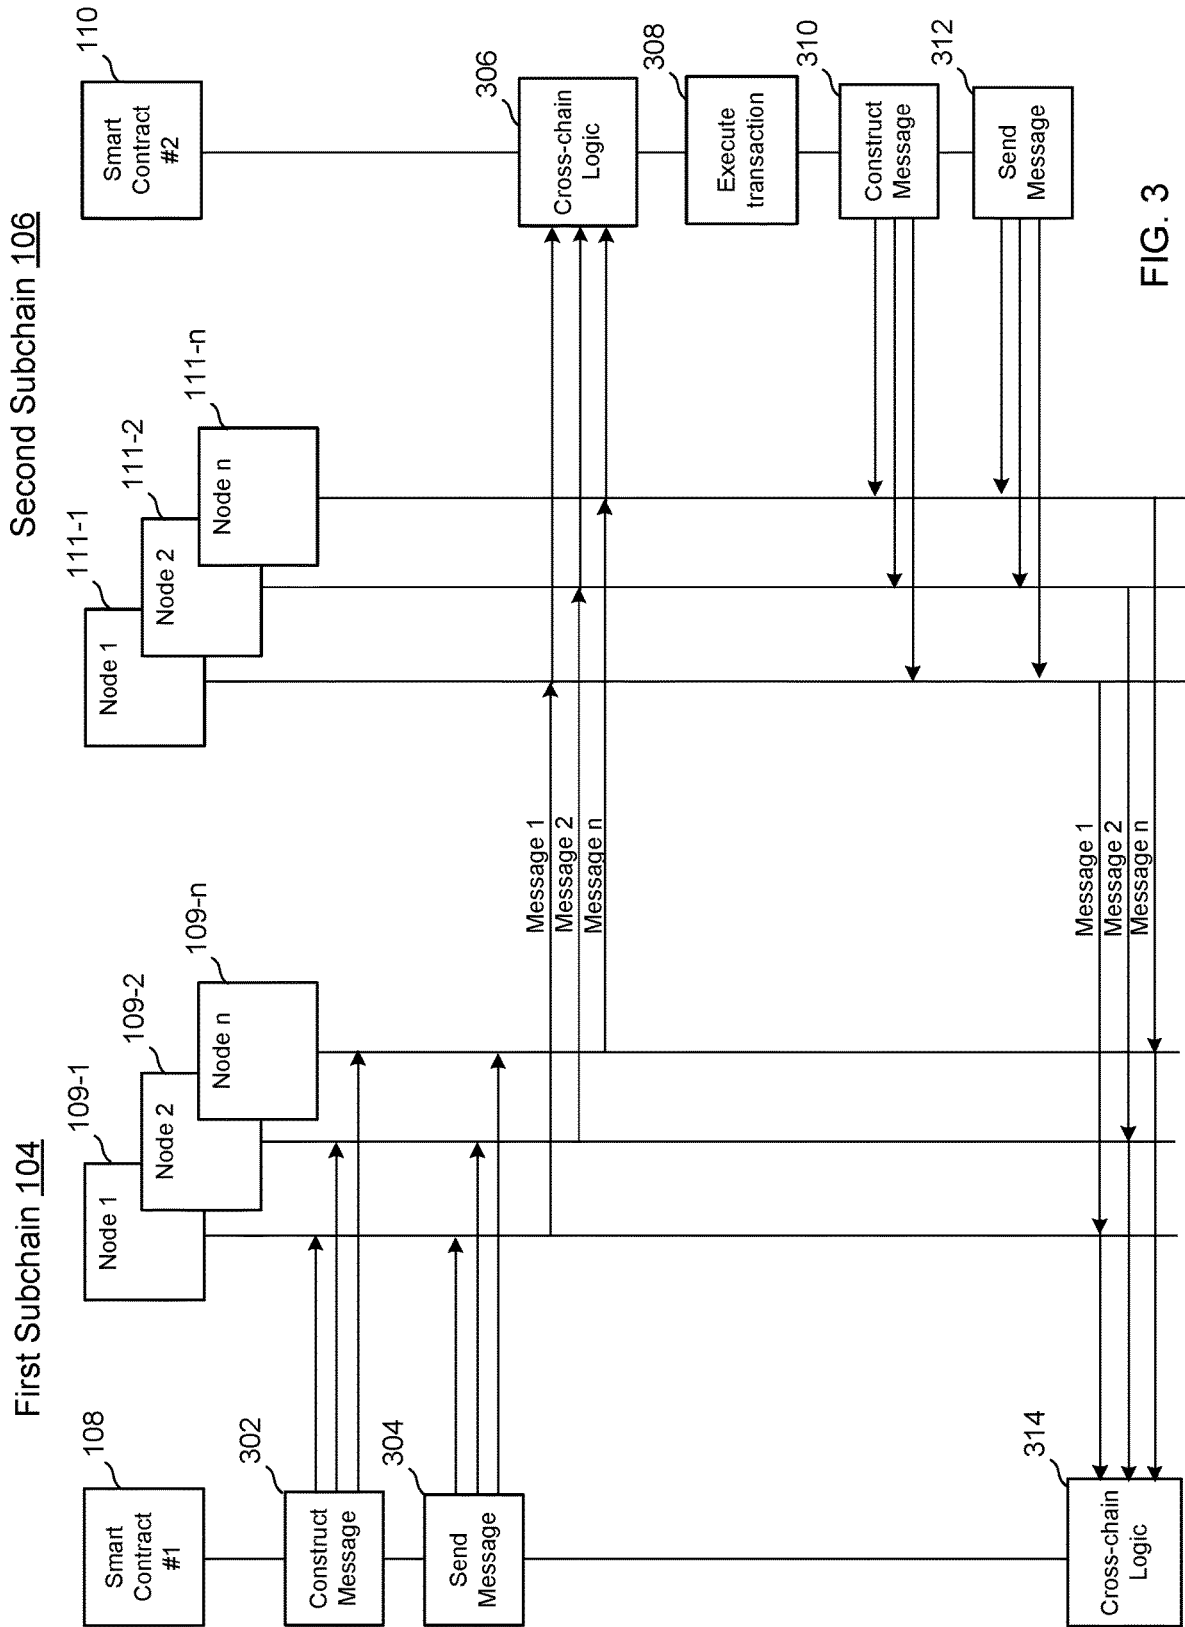 First Subchain 104
Second Subchain 106
108
Smart
Contract
#1
109-1
Node 1
109-2
Node 2
109-n
Node n
111-1
Node 1
111-2
Node 2
111-n
Node n
110
Smart
Contract
#2
302
Construct
Message
304
Send
Message
Message 1
Message 2
Message n
306
Cross-chain
Logic
308
Execute
transaction
310
Construct
Message
312
Send
Message
314
Cross-chain
Logic
Message 1
Message 2
Message n
FIG. 3